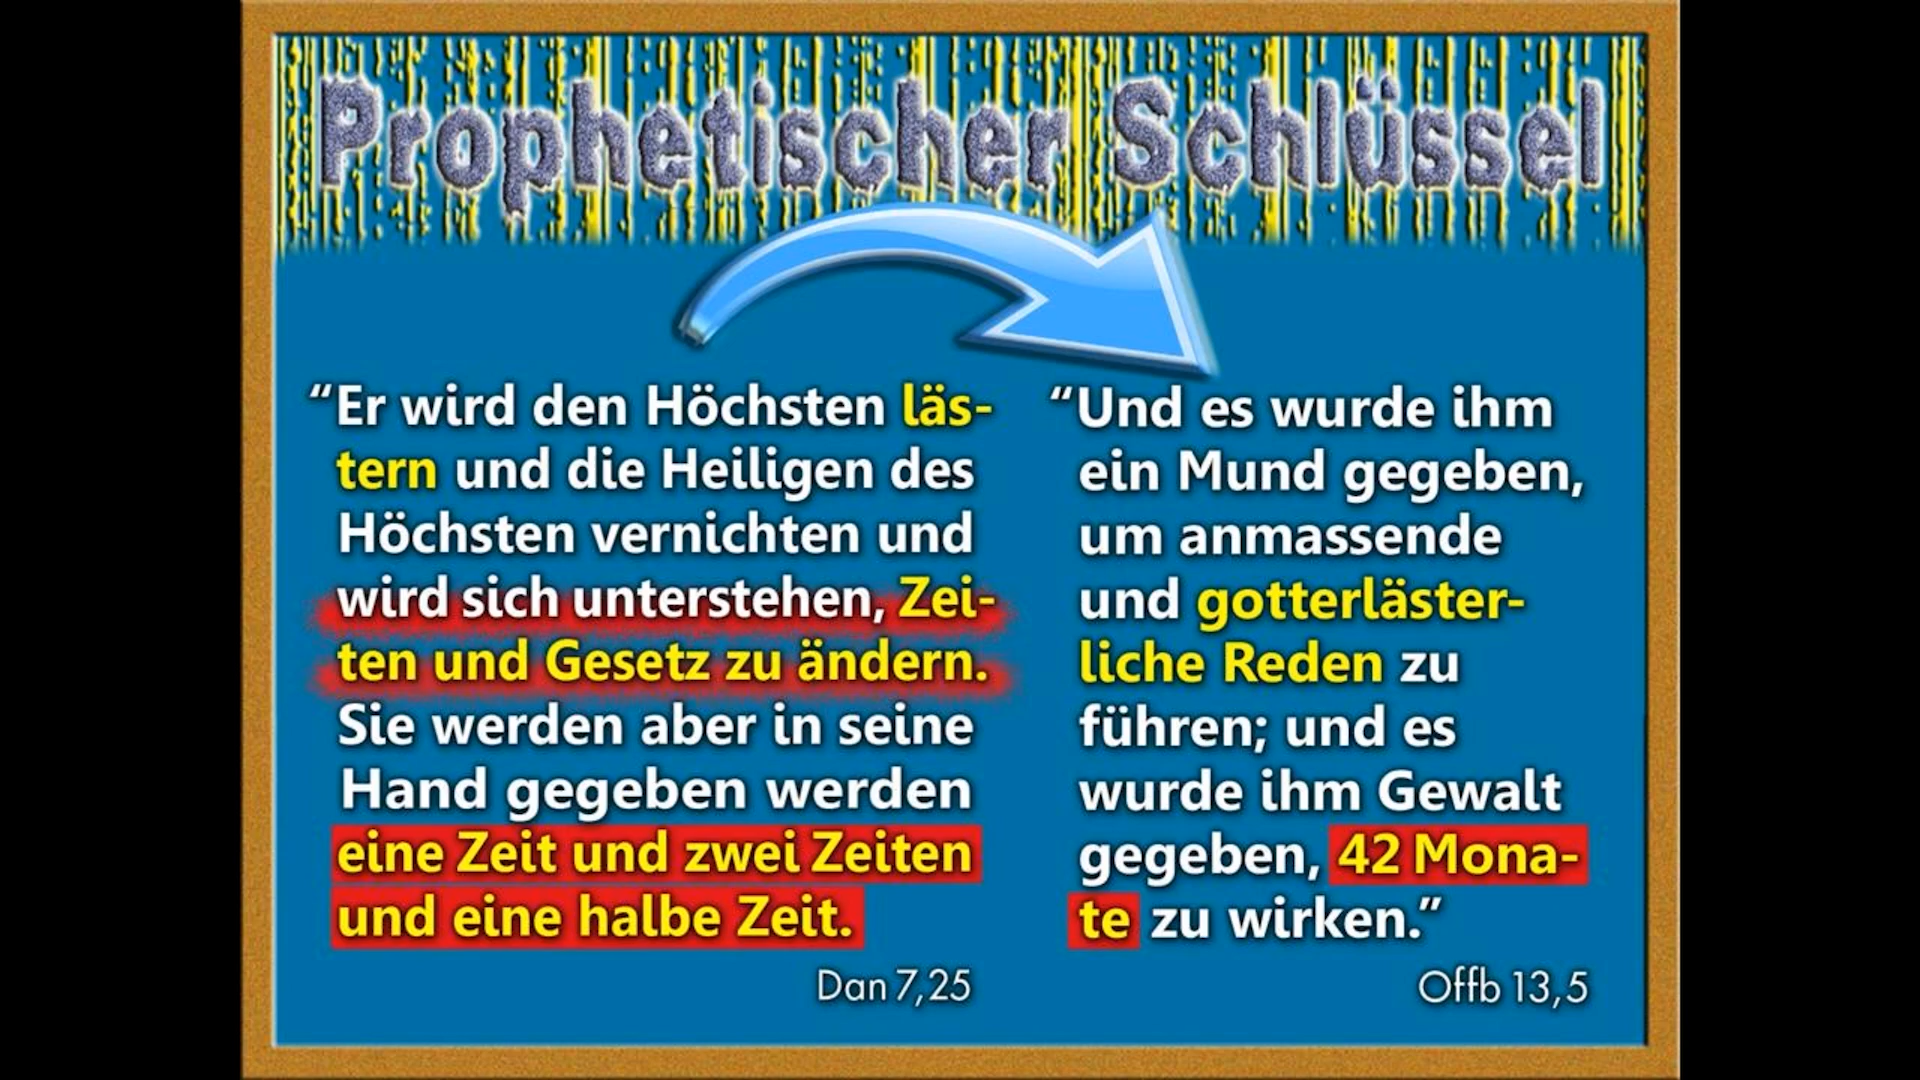 Prophetischer Schlüssel
“Er wird den Höchsten läs-
tern und die Heiligen des
Höchsten vernichten und
wird sich unterstehen, Zei-
ten und Gesetz zu ändern.
Sie werden aber in seine
Hand gegeben werden
eine Zeit und zwei Zeiten
und eine halbe Zeit.
Dan 7,25
“Und es wurde ihm
ein Mund gegeben,
um anmassende
und gotterläster-
liche Reden zu
führen; und es
wurde ihm Gewalt
gegeben, 42 Mona-
te zu wirken.”
Offb 13,5